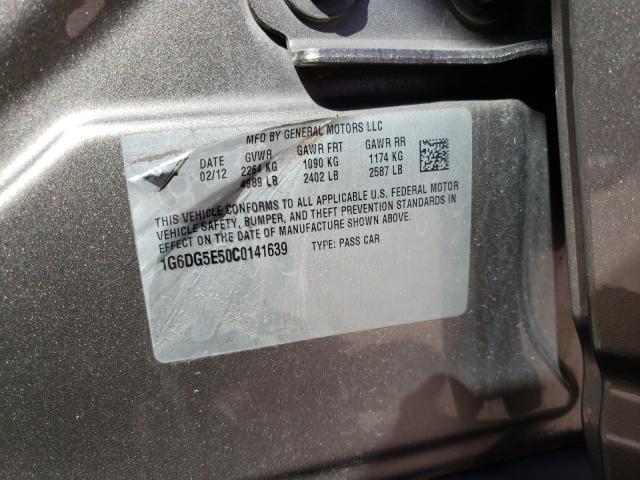 MFD BY GENERAL MOTORS LLC
DATE GVWR GAWR FRT GAWR RR
02/12 2264 KG 1090 KG 1174 KG
4989 LB 2402 LB 2587 LB
THIS VEHICLE CONFORMS TO ALL APPLICABLE U.S. FEDERAL MOTOR
VEHICLE SAFETY, BUMPER, AND THEFT PREVENTION STANDARDS IN
EFFECT ON THE DATE OF MANUFACTURE SHOWN ABOVE.
1G6DG5E50C0141639 TYPE: PASS CAR